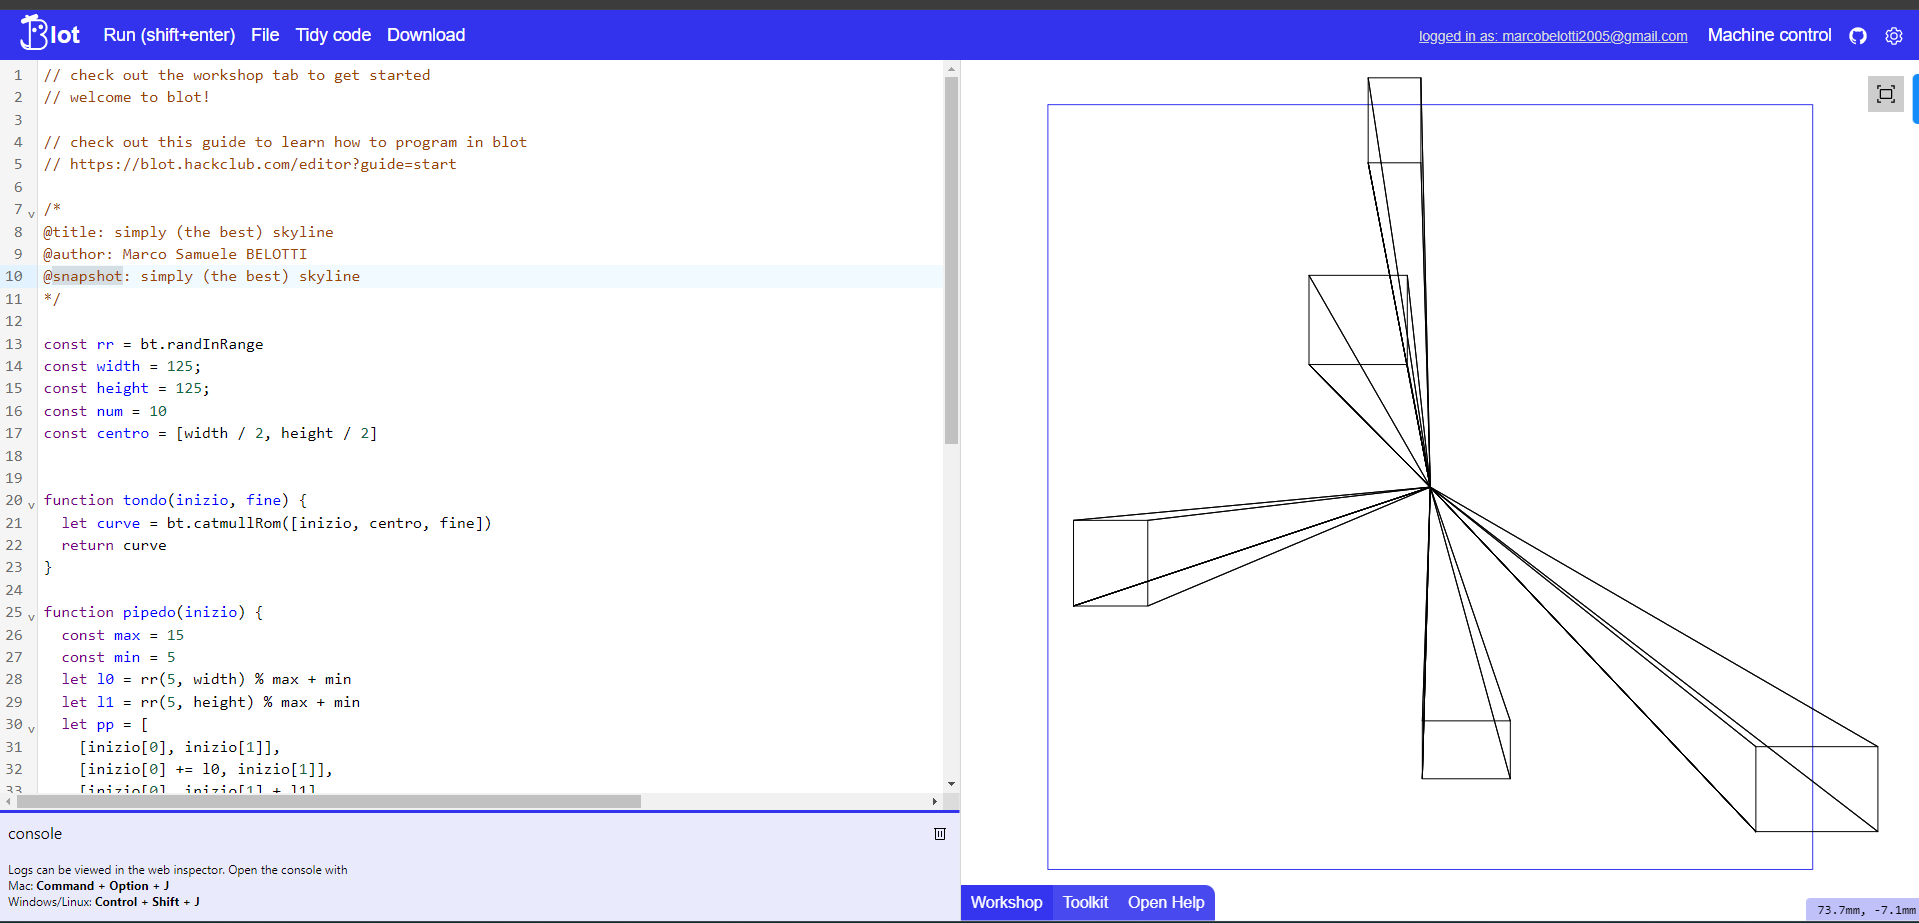 Blot Run (shift+enter) File Tidy code Download logged in as: marcobelotti2005@gmail.com Machine control
1 // check out the workshop tab to get started
2 // welcome to blot!
3
4 // check out this guide to learn how to program in blot
5 // https://blot.hackclub.com/editor?guide=start
6
7 /*
8 @title: simply (the best) skyline
9 @author: Marco Samuele BELOTTI
10 @snapshot: simply (the best) skyline
11 */
12
13 const rr = bt.randInRange
14 const width = 125;
15 const height = 125;
16 const num = 10
17 const centro = [width / 2, height / 2]
18
19
20 function tondo(inizio, fine) {
21 let curve = bt.catmullRom([inizio, centro, fine])
22 return curve
23 }
24
25 function pipedo(inizio) {
26 const max = 15
27 const min = 5
28 let l0 = rr(5, width) % max + min
29 let l1 = rr(5, height) % max + min
30 let pp = [
31 [inizio[0], inizio[1]],
32 [inizio[0] += l0, inizio[1]],
33 [inizio[0], inizio[1] + l1]
console
Logs can be viewed in the web inspector. Open the console with
Mac: Command + Option + J
Windows/Linux: Control + Shift + J
Workshop Toolkit Open Help
73.7mm, -7.1mm